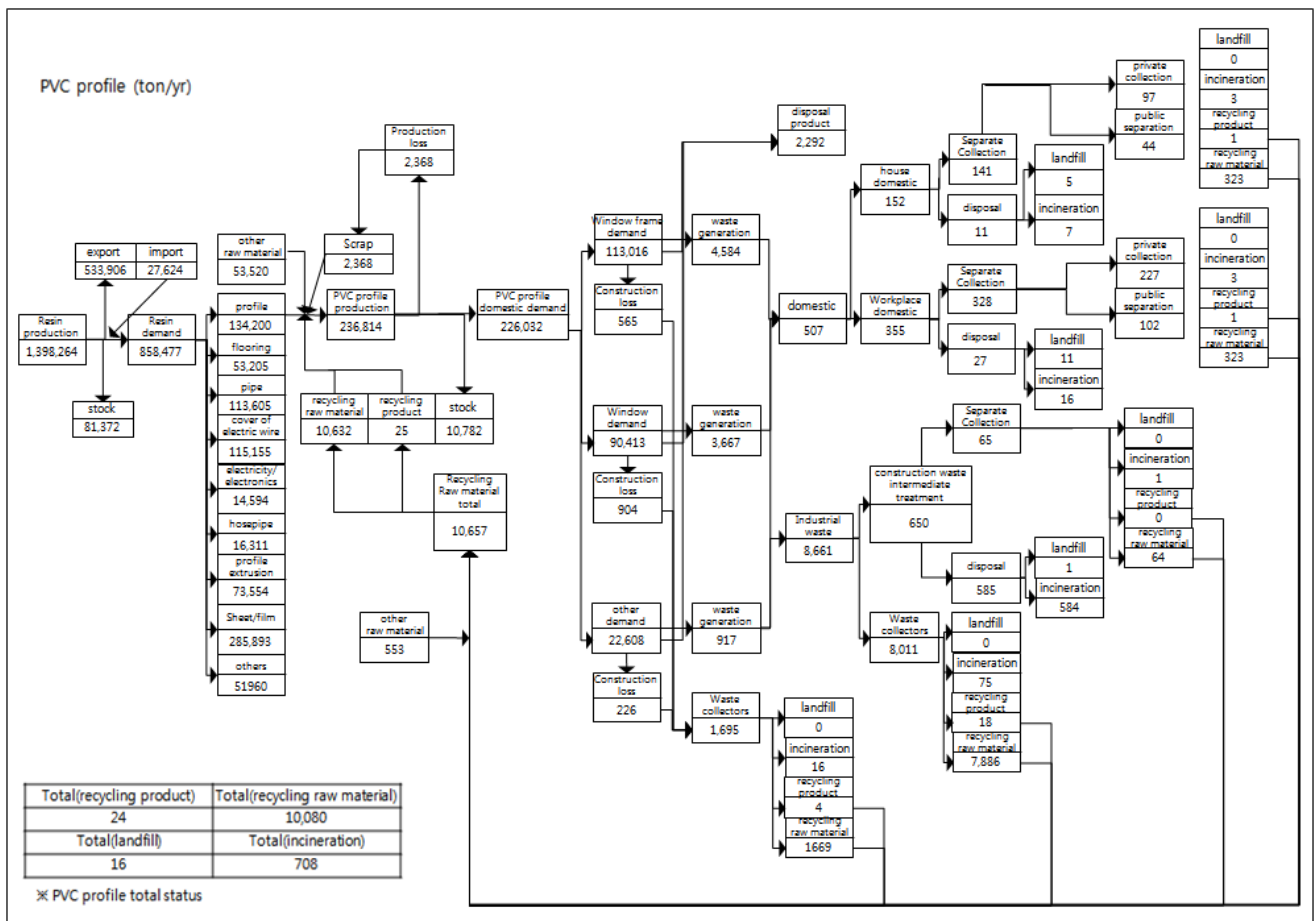 PVC profile (ton/yr)
Resin
production
1,398,264
export
533,906
import
27,624
stock
81,372
Resin
demand
858,477
other
raw material
53,520
profile
134,200
flooring
53,205
pipe
113,605
cover of
electric wire
115,155
electricity/
electronics
14,594
hosepipe
16,311
profile
extrusion
73,554
Sheet/film
285,893
others
51960
Production
loss
2,368
Scrap
2,368
PVC profile
production
236,814
recycling
raw material
10,632
recycling
product
25
stock
10,782
Recycling
Raw material
total
10,657
other
raw material
553
PVC profile
domestic demand
226,032
Window frame
demand
113,016
Construction
loss
565
Window
demand
90,413
Construction
loss
904
other
demand
22,608
Construction
loss
226
disposal
product
2,292
waste
generation
4,584
waste
generation
3,667
waste
generation
917
Waste
collectors
1,695
landfill
0
incineration
16
recycling
product
4
recycling
raw material
1669
domestic
507
house
domestic
152
Separate
Collection
141
private
collection
97
public
separation
44
disposal
11
landfill
5
incineration
7
landfill
0
incineration
3
recycling
product
1
recycling
raw material
323
Workplace
domestic
355
Separate
Collection
328
private
collection
227
public
separation
102
disposal
27
landfill
11
incineration
16
landfill
0
incineration
3
recycling
product
1
recycling
raw material
323
Industrial
waste
8,661
construction waste
intermediate
treatment
650
Separate
Collection
65
landfill
0
incineration
1
recycling
product
0
recycling
raw material
64
disposal
585
landfill
1
incineration
584
Waste
collectors
8,011
landfill
0
incineration
75
recycling
product
18
recycling
raw material
7,886
Total(recycling product) Total(recycling raw material)
24 10,080
Total(landfill) Total(incineration)
16 708
※ PVC profile total status